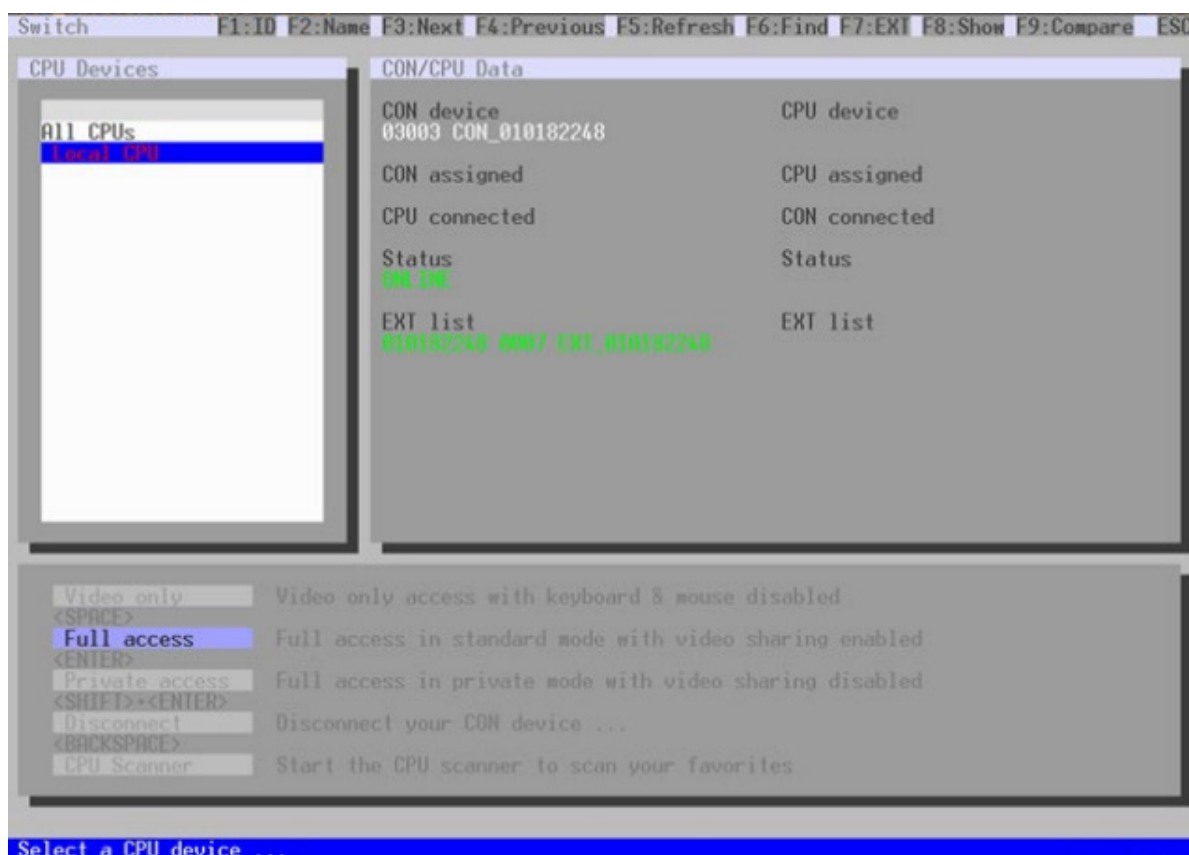 Switch F1:ID F2:Name F3:Next F4:Previous F5:Refresh F6:Find F7:EXT F8:Show F9:Compare ESC
CPU Devices
All CPUs
Local CPU
CON/CPU Data
CON device CPU device
03003 CON_010182248
CON assigned CPU assigned
CPU connected CON connected
Status Status
ONLINE
EXT list EXT list
010182248 0007 EXT_010182248
Video only Video only access with keyboard & mouse disabled
<SPACE>
Full access Full access in standard mode with video sharing enabled
<ENTER>
Private access Full access in private mode with video sharing disabled
<SHIFT>+<ENTER>
Disconnect Disconnect your CON device ...
<BACKSPACE>
CPU Scanner Start the CPU scanner to scan your favorites
Select a CPU device ...